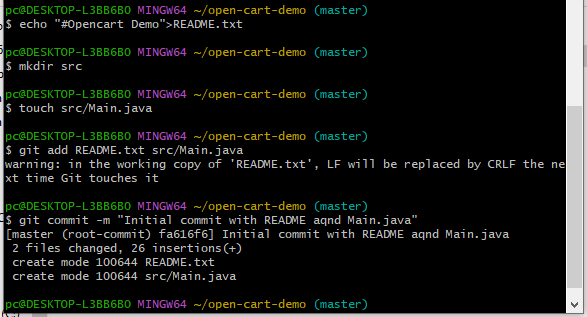 pc@DESKTOP-L3BB6BO MINGW64 ~/open-cart-demo (master)
$ echo "#Opencart Demo">README.txt
pc@DESKTOP-L3BB6BO MINGW64 ~/open-cart-demo (master)
$ mkdir src
pc@DESKTOP-L3BB6BO MINGW64 ~/open-cart-demo (master)
$ touch src/Main.java
pc@DESKTOP-L3BB6BO MINGW64 ~/open-cart-demo (master)
$ git add README.txt src/Main.java
warning: in the working copy of 'README.txt', LF will be replaced by CRLF the ne
xt time Git touches it
pc@DESKTOP-L3BB6BO MINGW64 ~/open-cart-demo (master)
$ git commit -m "Initial commit with README aqnd Main.java"
[master (root-commit) fa616f6] Initial commit with README aqnd Main.java
 2 files changed, 26 insertions(+)
 create mode 100644 README.txt
 create mode 100644 src/Main.java
pc@DESKTOP-L3BB6BO MINGW64 ~/open-cart-demo (master)